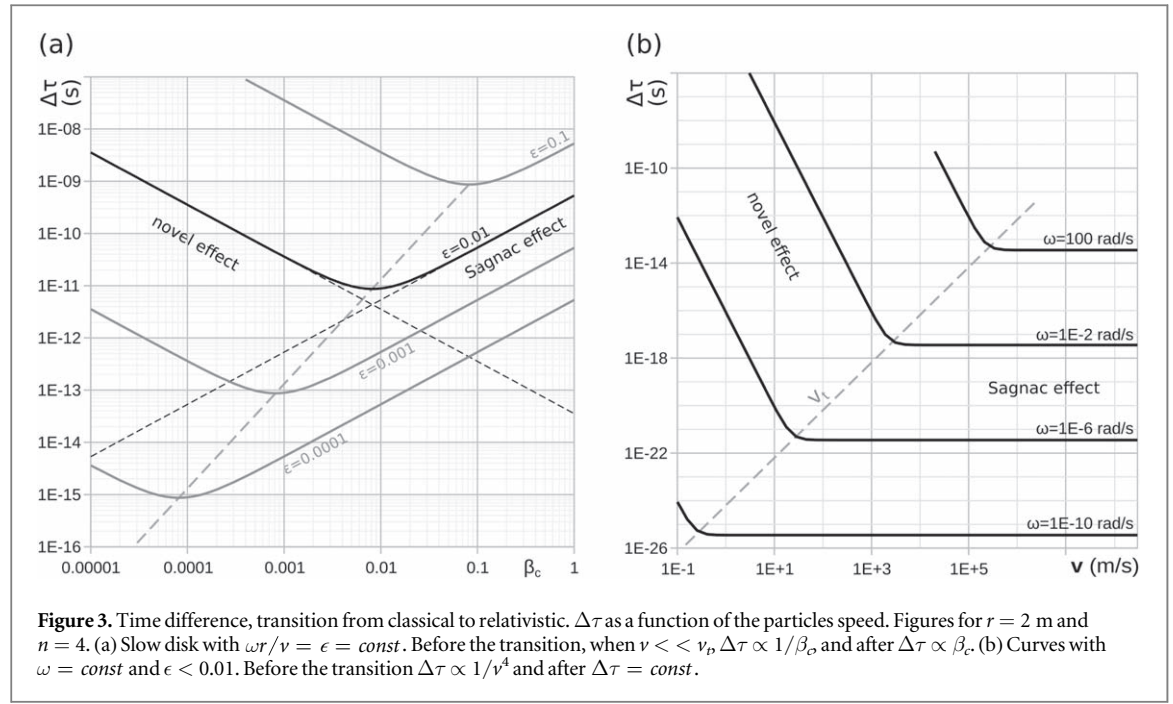 (a)
Δτ (s)
1E-08
1E-09
1E-10
1E-11
1E-12
1E-13
1E-14
1E-15
1E-16
0.00001 0.0001 0.001 0.01 0.1 βc 1
novel effect
Sagnac effect
ε=0.1
ε=0.01
ε=0.001
ε=0.0001
(b)
Δτ (s)
1E-10
1E-14
1E-18
1E-22
1E-26
1E-1 1E+1 1E+3 1E+5 v (m/s)
novel effect
Vt
ω=100 rad/s
ω=1E-2 rad/s
Sagnac effect
ω=1E-6 rad/s
ω=1E-10 rad/s
Figure 3. Time difference, transition from classical to relativistic. Δτ as a function of the particles speed. Figures for r = 2 m and
n = 4. (a) Slow disk with ωr/v = ϵ = const. Before the transition, when v << vt, Δτ ∝ 1/βc, and after Δτ ∝ βc. (b) Curves with
ω = const and ϵ < 0.01. Before the transition Δτ ∝ 1/v⁴ and after Δτ = const.